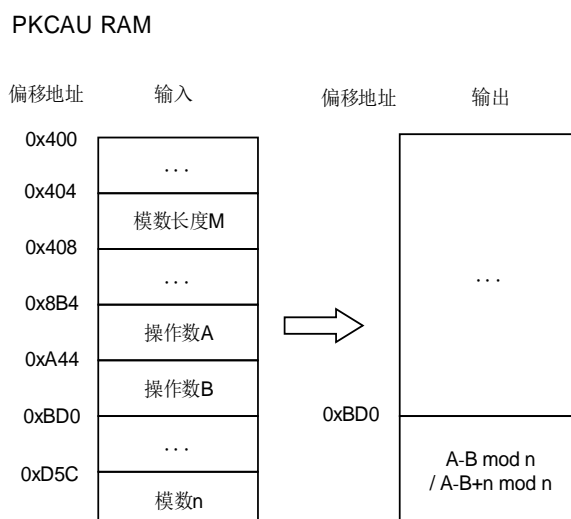 PKCAU RAM
偏移地址 输入
0x400
...
0x404
模数长度M
0x408
...
0x8B4
操作数A
0xA44
操作数B
0xBD0
...
0xD5C
模数n
偏移地址 输出
...
0xBD0
A-B mod n
/ A-B+n mod n